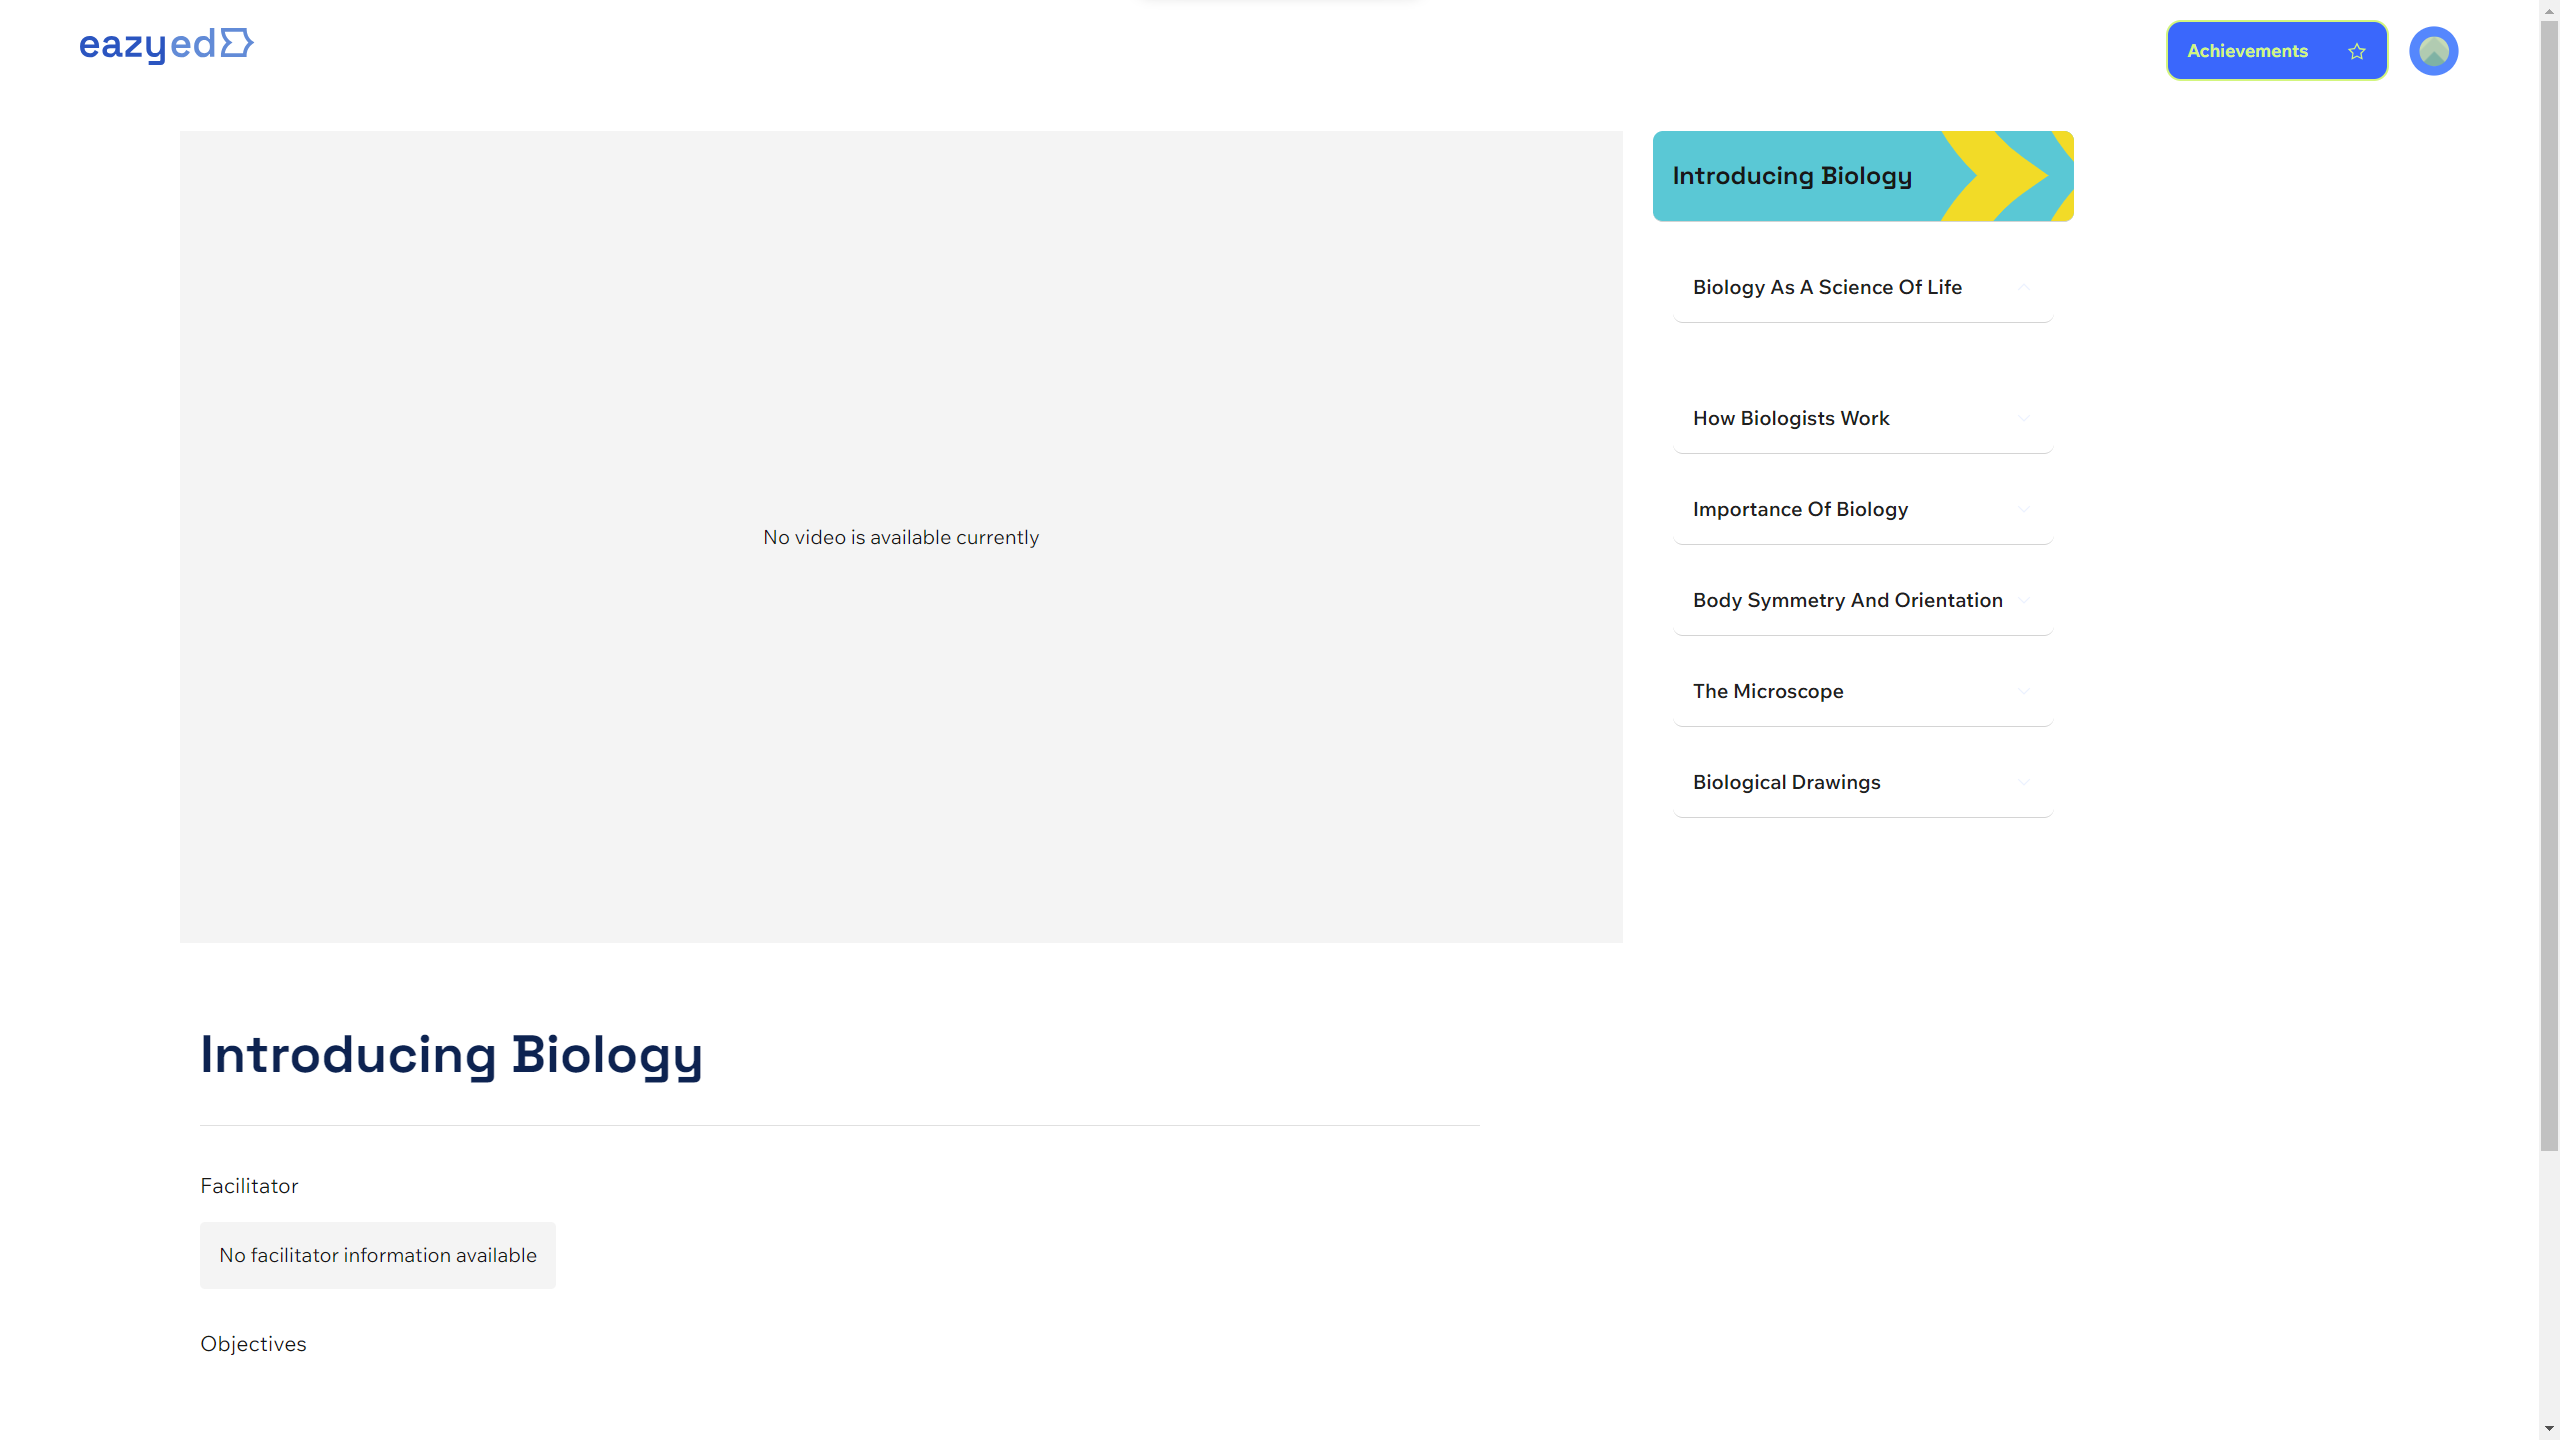 eazyed
Achievements
No video is available currently
Introducing Biology
Biology As A Science Of Life
How Biologists Work
Importance Of Biology
Body Symmetry And Orientation
The Microscope
Biological Drawings
Introducing Biology
Facilitator
No facilitator information available
Objectives